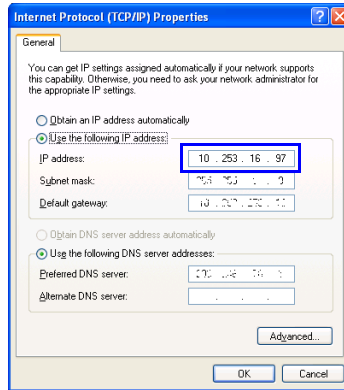 Internet Protocol (TCP/IP) Properties
General
You can get IP settings assigned automatically if your network supports
this capability. Otherwise, you need to ask your network administrator for
the appropriate IP settings.
Obtain an IP address automatically
Use the following IP address:
IP address: 10 . 253 . 16 . 97
Subnet mask:
Default gateway:
Obtain DNS server address automatically
Use the following DNS server addresses:
Preferred DNS server:
Alternate DNS server: . . .
Advanced...
OK Cancel